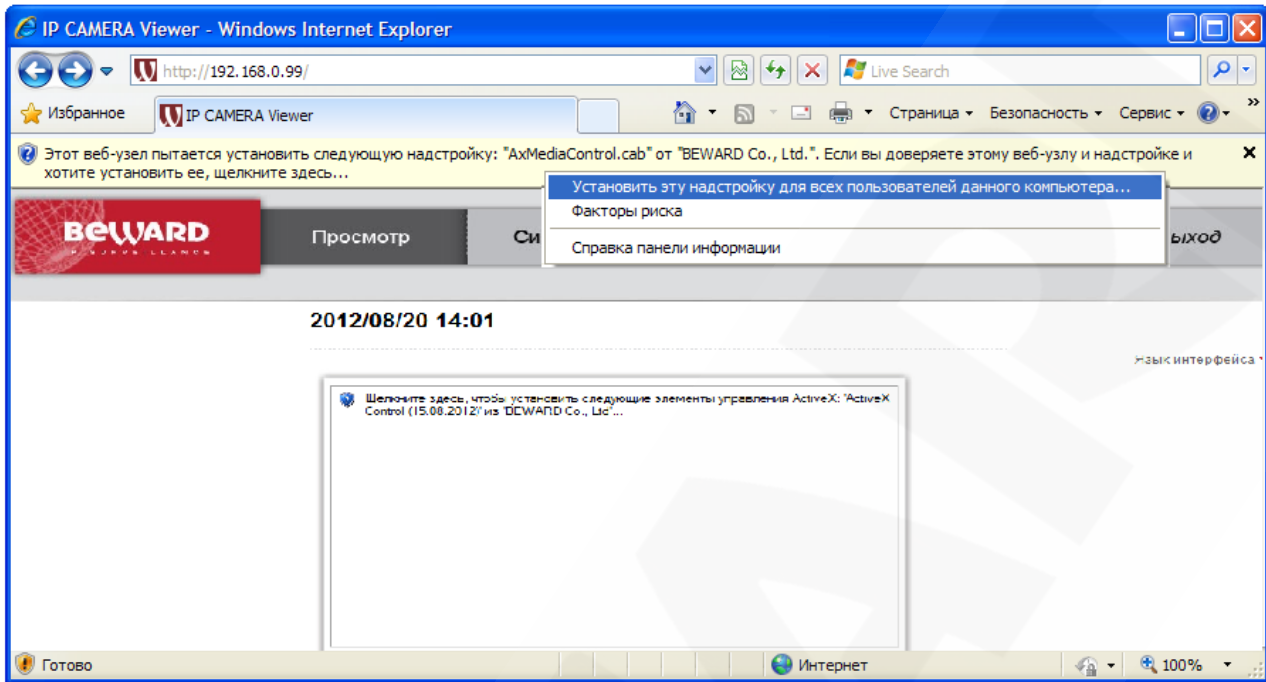 IP CAMERA Viewer - Windows Internet Explorer
http://192.168.0.99/
Live Search
Избранное
IP CAMERA Viewer
Страница
Безопасность
Сервис
»
Этот веб-узел пытается установить следующую надстройку: "AxMediaControl.cab" от "BEWARD Co., Ltd.". Если вы доверяете этому веб-узлу и надстройке и
хотите установить ее, щелкните здесь...
Установить эту надстройку для всех пользователей данного компьютера...
Факторы риска
Справка панели информации
BEWARD
Просмотр
Си
ыход
2012/08/20 14:01
Язык интерфейса
Щелкните здесь, чтобы установить следующие элементы управления ActiveX: 'ActiveX
Control (15.08.2012)' из 'BEWARD Co., Ltd'...
Готово
Интернет
100%